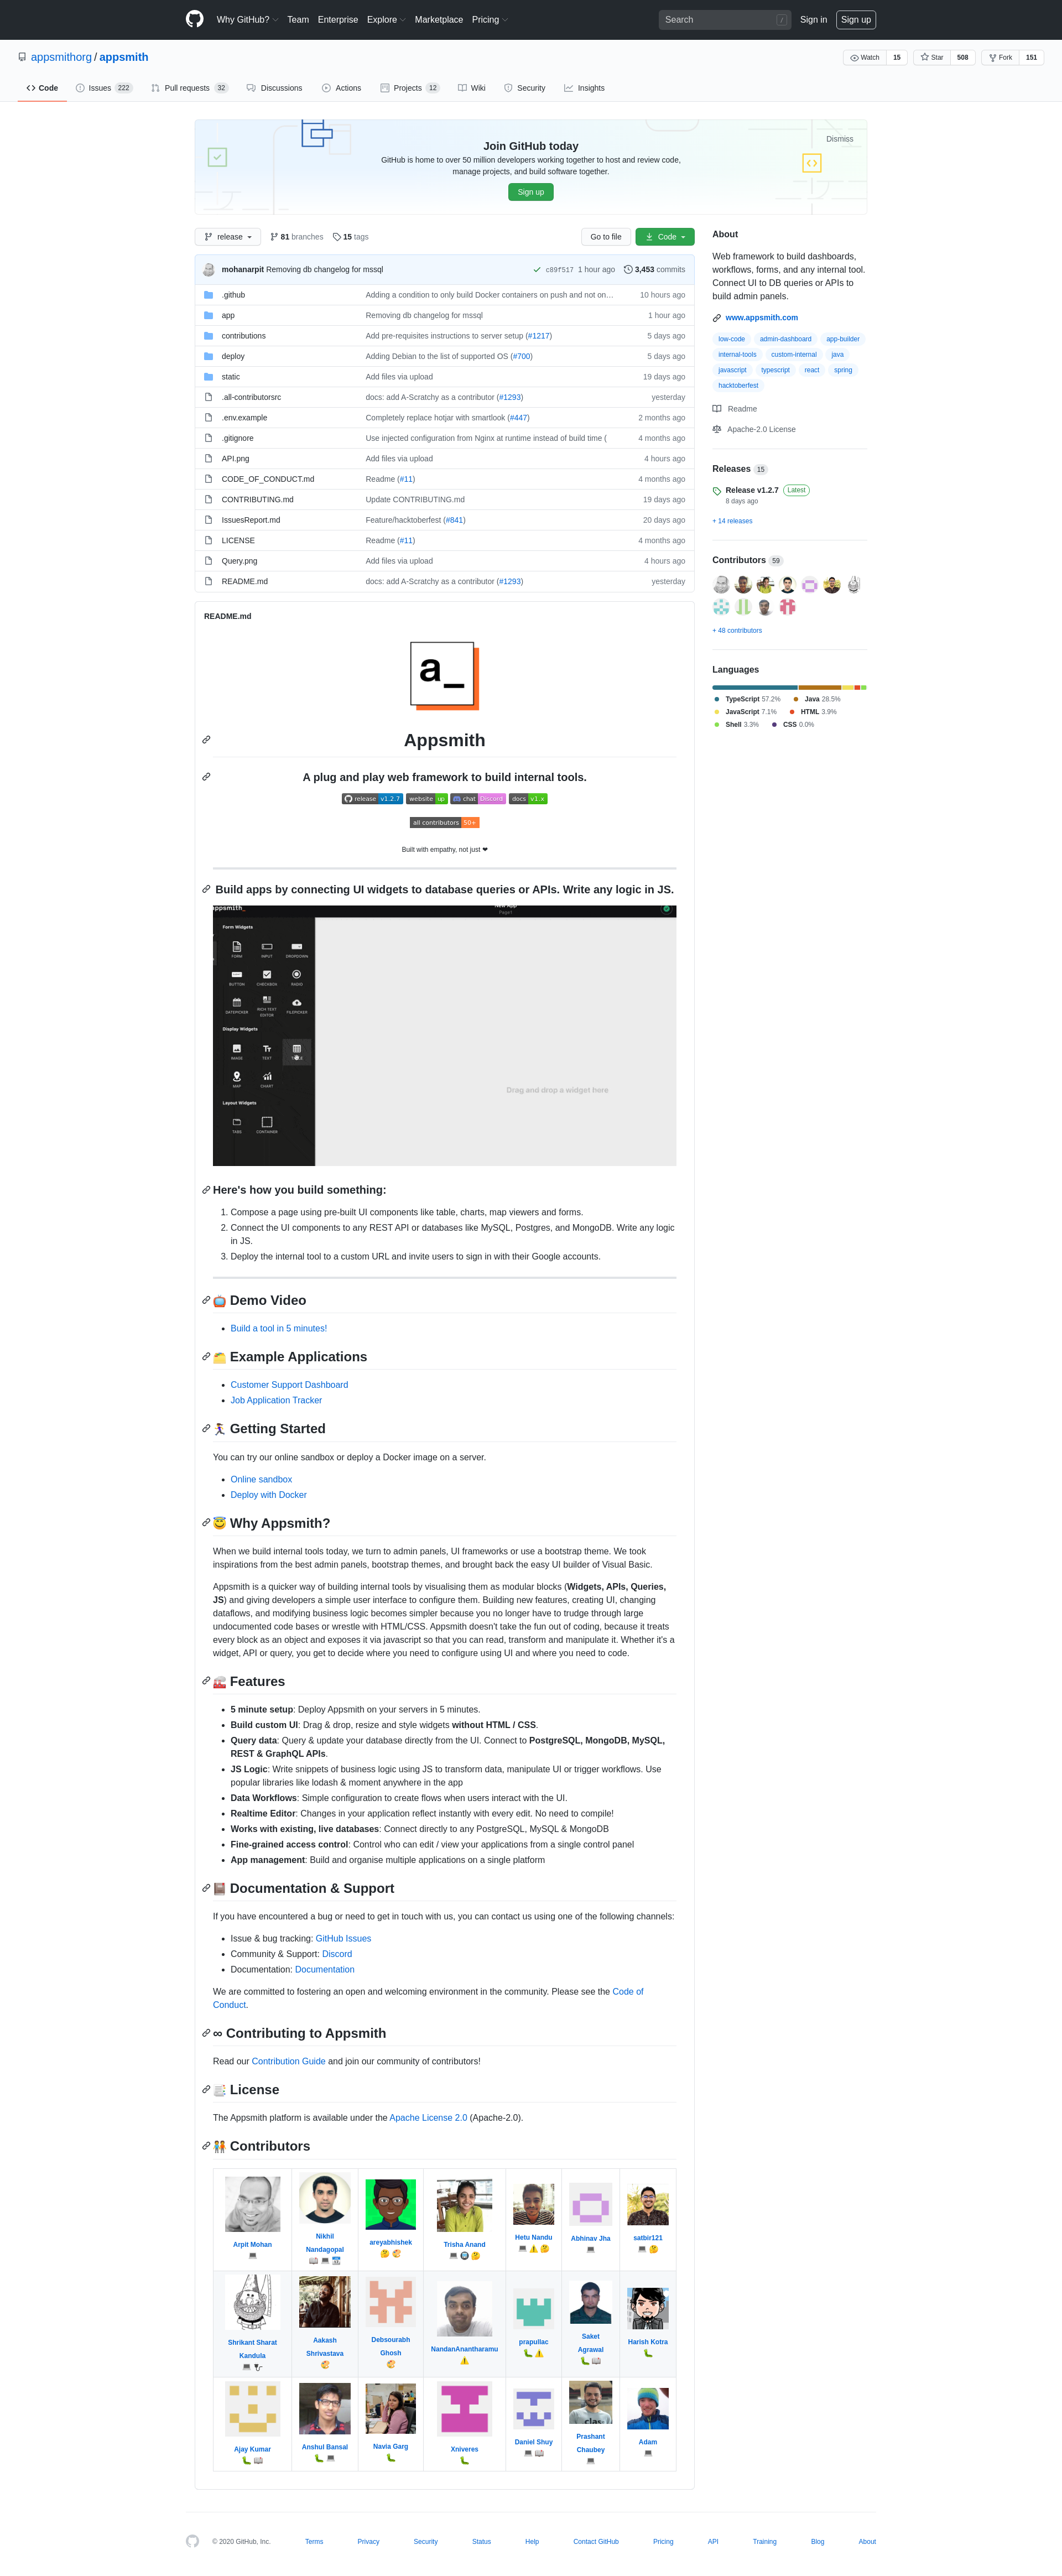 Why GitHub? Team Enterprise Explore Marketplace Pricing Search / Sign in Sign up
appsmithorg / appsmith Watch 15 Star 508 Fork 151
Code Issues 222 Pull requests 32 Discussions Actions Projects 12 Wiki Security Insights
Join GitHub today
Dismiss
GitHub is home to over 50 million developers working together to host and review code,
manage projects, and build software together.
Sign up
release 81 branches 15 tags Go to file Code
mohanarpit Removing db changelog for mssql c89f517 1 hour ago 3,453 commits
.github Adding a condition to only build Docker containers on push and not on… 10 hours ago
app Removing db changelog for mssql 1 hour ago
contributions Add pre-requisites instructions to server setup (#1217) 5 days ago
deploy Adding Debian to the list of supported OS (#700) 5 days ago
static Add files via upload 19 days ago
.all-contributorsrc docs: add A-Scratchy as a contributor (#1293) yesterday
.env.example Completely replace hotjar with smartlook (#447) 2 months ago
.gitignore Use injected configuration from Nginx at runtime instead of build time ( 4 months ago
API.png Add files via upload 4 hours ago
CODE_OF_CONDUCT.md Readme (#11) 4 months ago
CONTRIBUTING.md Update CONTRIBUTING.md 19 days ago
IssuesReport.md Feature/hacktoberfest (#841) 20 days ago
LICENSE Readme (#11) 4 months ago
Query.png Add files via upload 4 hours ago
README.md docs: add A-Scratchy as a contributor (#1293) yesterday
About
Web framework to build dashboards,
workflows, forms, and any internal tool.
Connect UI to DB queries or APIs to
build admin panels.
www.appsmith.com
low-code admin-dashboard app-builder
internal-tools custom-internal java
javascript typescript react spring
hacktoberfest
Readme
Apache-2.0 License
Releases 15
Release v1.2.7 Latest
8 days ago
+ 14 releases
Contributors 59
+ 48 contributors
Languages
TypeScript 57.2% Java 28.5%
JavaScript 7.1% HTML 3.9%
Shell 3.3% CSS 0.0%
README.md
a_
Appsmith
A plug and play web framework to build internal tools.
release v1.2.7 website up chat Discord docs v1.x
all contributors 50+
Built with empathy, not just ❤
Build apps by connecting UI widgets to database queries or APIs. Write any logic in JS.
appsmith_ New App
Page1
Form Widgets
FORM INPUT DROPDOWN
BUTTON CHECKBOX RADIO
DATEPICKER RICH TEXT EDITOR FILEPICKER
Display Widgets
IMAGE TEXT TABLE
MAP CHART
Layout Widgets
TABS CONTAINER
Drag and drop a widget here
Here's how you build something:
1. Compose a page using pre-built UI components like table, charts, map viewers and forms.
2. Connect the UI components to any REST API or databases like MySQL, Postgres, and MongoDB. Write any logic
in JS.
3. Deploy the internal tool to a custom URL and invite users to sign in with their Google accounts.
Demo Video
Build a tool in 5 minutes!
Example Applications
Customer Support Dashboard
Job Application Tracker
Getting Started
You can try our online sandbox or deploy a Docker image on a server.
Online sandbox
Deploy with Docker
Why Appsmith?
When we build internal tools today, we turn to admin panels, UI frameworks or use a bootstrap theme. We took
inspirations from the best admin panels, bootstrap themes, and brought back the easy UI builder of Visual Basic.
Appsmith is a quicker way of building internal tools by visualising them as modular blocks (Widgets, APIs, Queries,
JS) and giving developers a simple user interface to configure them. Building new features, creating UI, changing
dataflows, and modifying business logic becomes simpler because you no longer have to trudge through large
undocumented code bases or wrestle with HTML/CSS. Appsmith doesn't take the fun out of coding, because it treats
every block as an object and exposes it via javascript so that you can read, transform and manipulate it. Whether it's a
widget, API or query, you get to decide where you need to configure using UI and where you need to code.
Features
5 minute setup: Deploy Appsmith on your servers in 5 minutes.
Build custom UI: Drag & drop, resize and style widgets without HTML / CSS.
Query data: Query & update your database directly from the UI. Connect to PostgreSQL, MongoDB, MySQL,
REST & GraphQL APIs.
JS Logic: Write snippets of business logic using JS to transform data, manipulate UI or trigger workflows. Use
popular libraries like lodash & moment anywhere in the app
Data Workflows: Simple configuration to create flows when users interact with the UI.
Realtime Editor: Changes in your application reflect instantly with every edit. No need to compile!
Works with existing, live databases: Connect directly to any PostgreSQL, MySQL & MongoDB
Fine-grained access control: Control who can edit / view your applications from a single control panel
App management: Build and organise multiple applications on a single platform
Documentation & Support
If you have encountered a bug or need to get in touch with us, you can contact us using one of the following channels:
Issue & bug tracking: GitHub Issues
Community & Support: Discord
Documentation: Documentation
We are committed to fostering an open and welcoming environment in the community. Please see the Code of
Conduct.
∞ Contributing to Appsmith
Read our Contribution Guide and join our community of contributors!
License
The Appsmith platform is available under the Apache License 2.0 (Apache-2.0).
Contributors
Arpit Mohan Nikhil Nandagopal areyabhishek Trisha Anand Hetu Nandu Abhinav Jha satbir121
Shrikant Sharat Kandula Aakash Shrivastava Debsourabh Ghosh NandanAnantharamu prapullac Saket Agrawal Harish Kotra
Ajay Kumar Anshul Bansal Navia Garg Xniveres Daniel Shuy Prashant Chaubey Adam
© 2020 GitHub, Inc. Terms Privacy Security Status Help Contact GitHub Pricing API Training Blog About